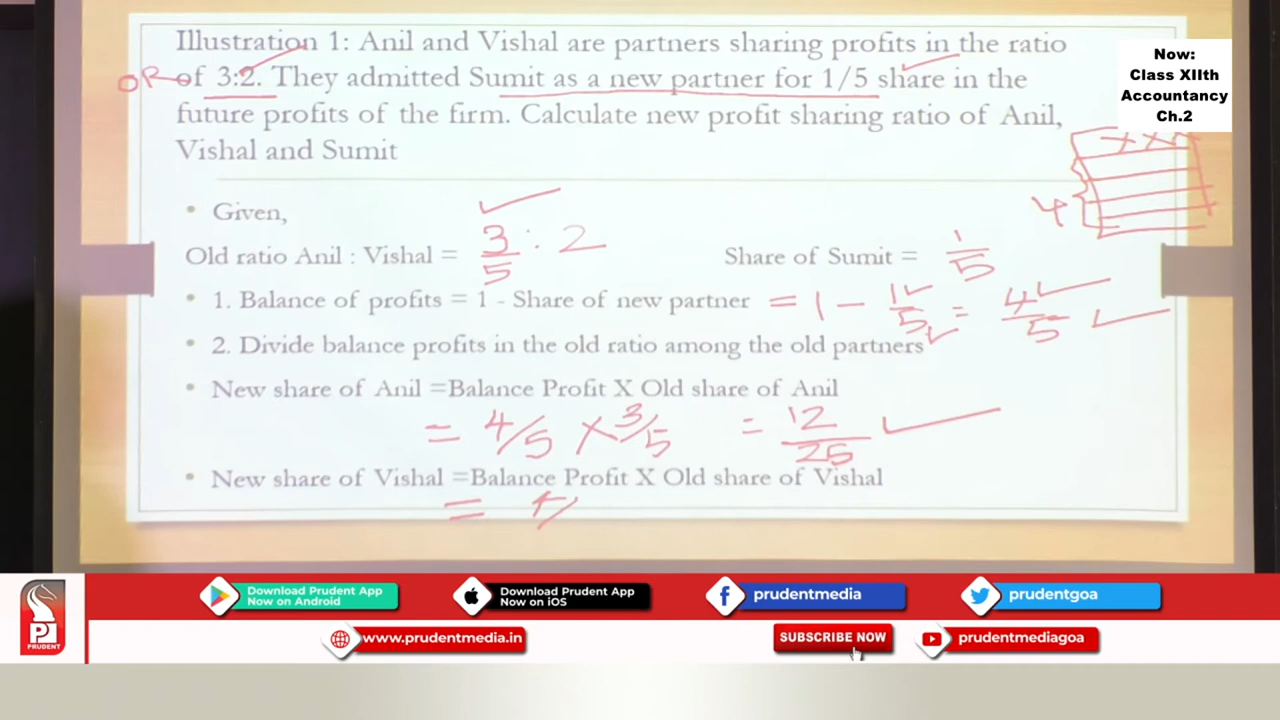 Illustration 1: Anil and Vishal are partners sharing profits in the ratio
OR of 3:2. They admitted Sumit as a new partner for 1/5 share in the
future profits of the firm. Calculate new profit sharing ratio of Anil,
Vishal and Sumit
Now:
Class XIIth
Accountancy
Ch.2
XXX
4
• Given,
Old ratio Anil : Vishal = 3/5 : 2 Share of Sumit = 1/5
• 1. Balance of profits = 1 - Share of new partner = 1 - 1/5 = 4/5
• 2. Divide balance profits in the old ratio among the old partners
• New share of Anil =Balance Profit X Old share of Anil
= 4/5 X 3/5 = 12/25
• New share of Vishal =Balance Profit X Old share of Vishal
=
PRUDENT
Download Prudent App
Now on Android
Download Prudent App
Now on iOS
prudentmedia
prudentgoa
www.prudentmedia.in
SUBSCRIBE NOW
prudentmediagoa